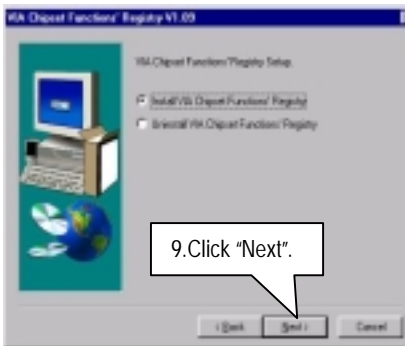 VIA Chipset Functions' Registry V1.09
VIA Chipset Functions' Registry Setup.
Install VIA Chipset Functions' Registry
Uninstall VIA Chipset Functions' Registry
9.Click “Next”.
< Back
Next >
Cancel